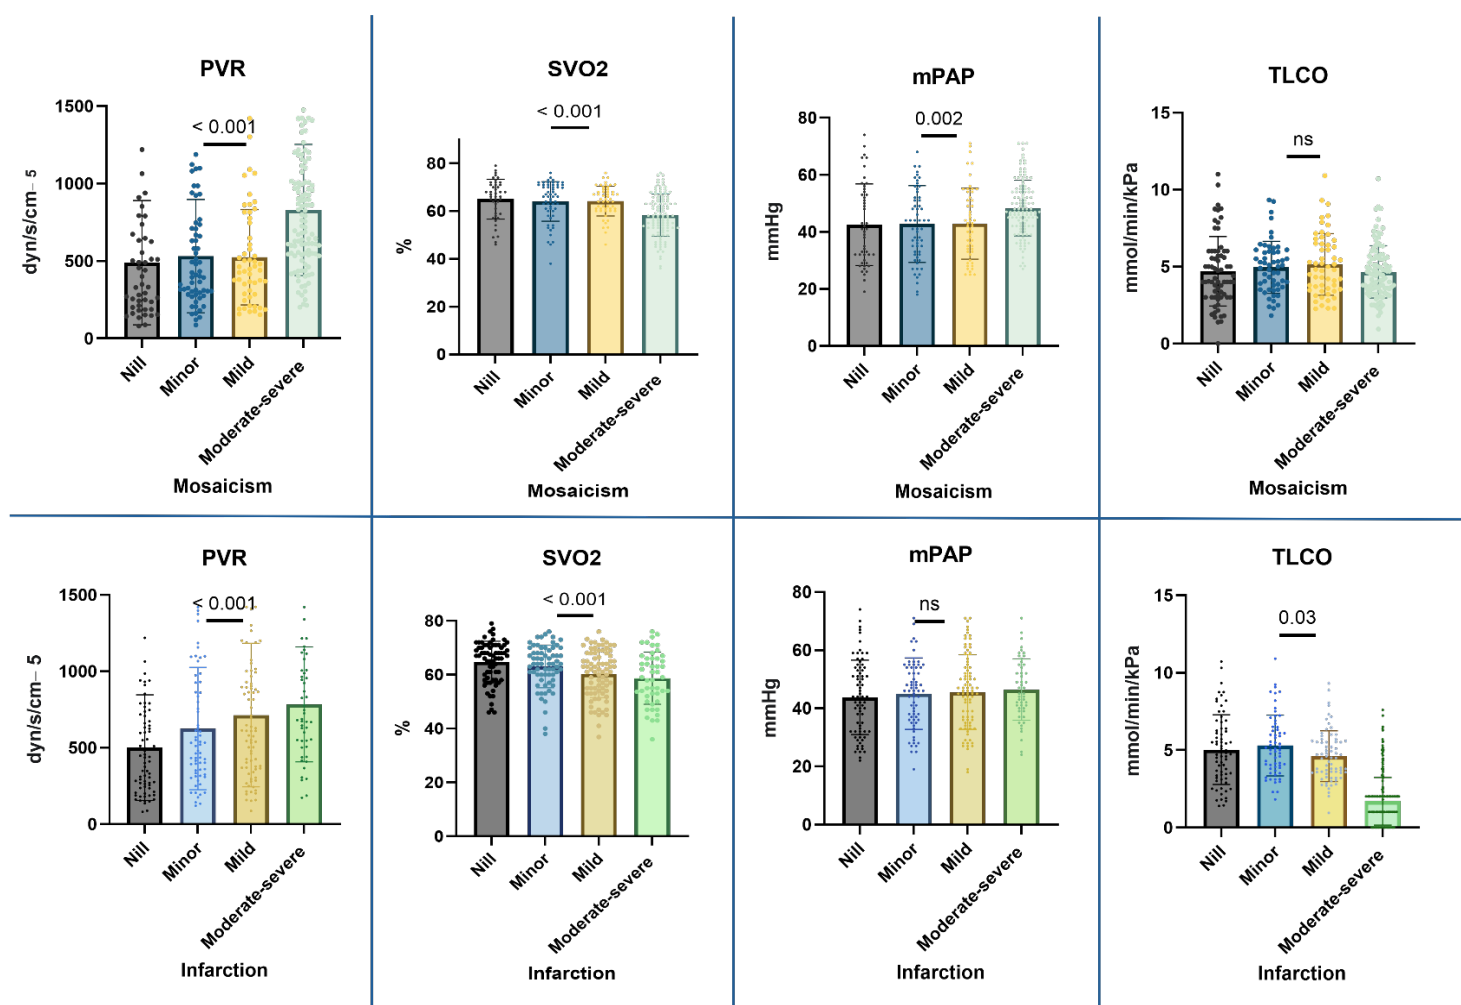 PVR
< 0.001
dyn/s/cm– 5
1500
1000
500
0
Nill
Minor
Mild
Moderate-severe
Mosaicism
SVO2
< 0.001
%
80
60
40
20
0
Nill
Minor
Mild
Moderate-severe
Mosaicism
mPAP
0.002
mmHg
80
60
40
20
0
Nill
Minor
Mild
Moderate-severe
Mosaicism
TLCO
ns
mmol/min/kPa
15
10
5
0
Nill
Minor
Mild
Moderate-severe
Mosaicism
PVR
< 0.001
dyn/s/cm– 5
1500
1000
500
0
Nill
Minor
Mild
Moderate-severe
Infarction
SVO2
< 0.001
%
80
60
40
20
0
Nill
Minor
Mild
Moderate-severe
Infarction
mPAP
ns
mmHg
80
60
40
20
0
Nill
Minor
Mild
Moderate-severe
Infarction
TLCO
0.03
mmol/min/kPa
15
10
5
0
Nill
Minor
Mild
Moderate-severe
Infarction